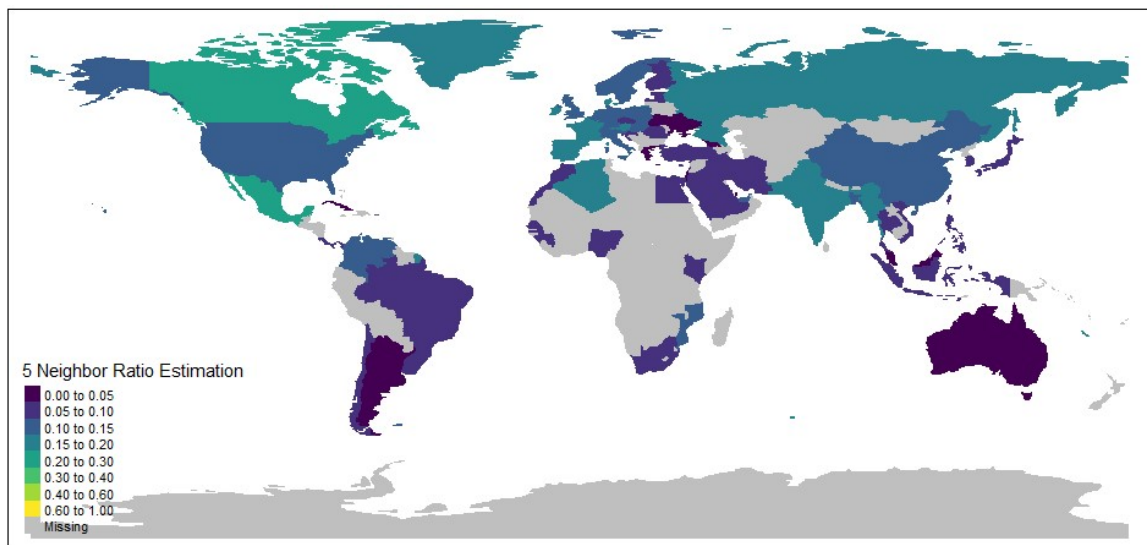 5 Neighbor Ratio Estimation
0.00 to 0.05
0.05 to 0.10
0.10 to 0.15
0.15 to 0.20
0.20 to 0.30
0.30 to 0.40
0.40 to 0.60
0.60 to 1.00
Missing